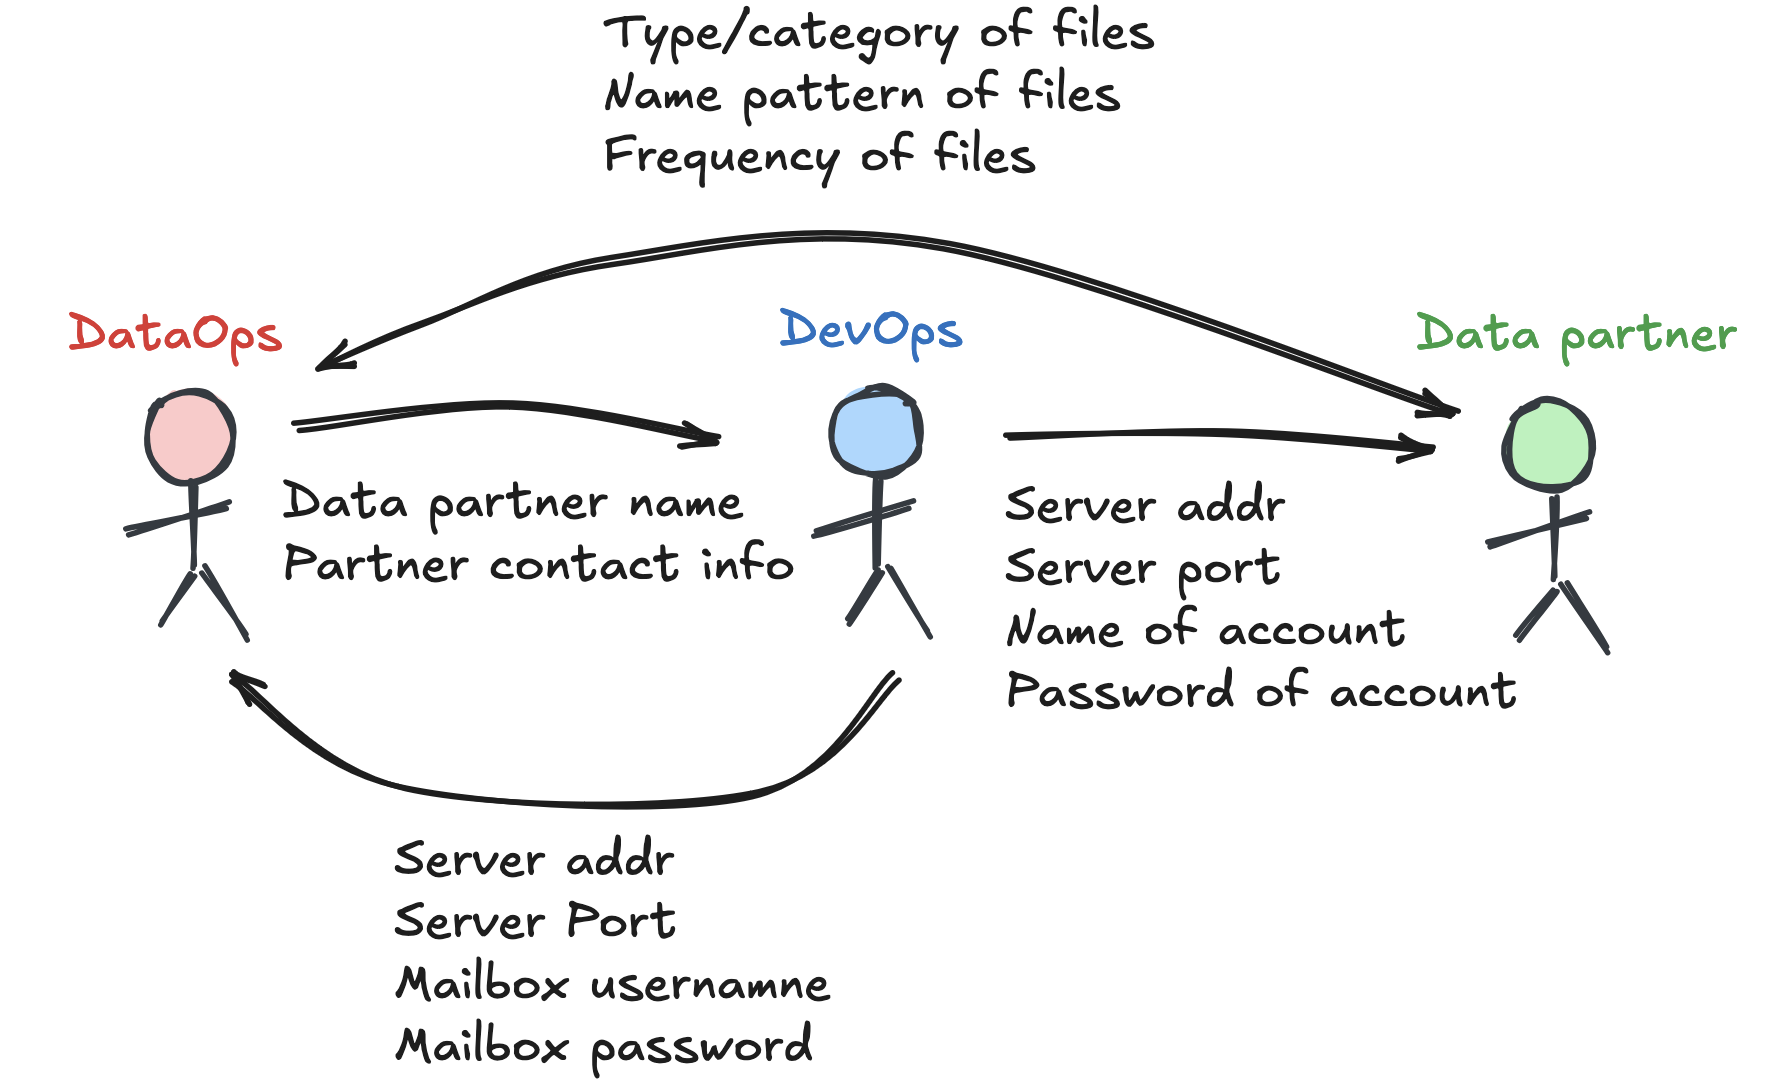 Type/category of files
Name pattern of files
Frequency of files
DataOps
DevOps
Data partner
Data partner name
Partner contact info
Server addr
Server port
Name of account
Password of account
Server addr
Server Port
Mailbox usernamne
Mailbox password